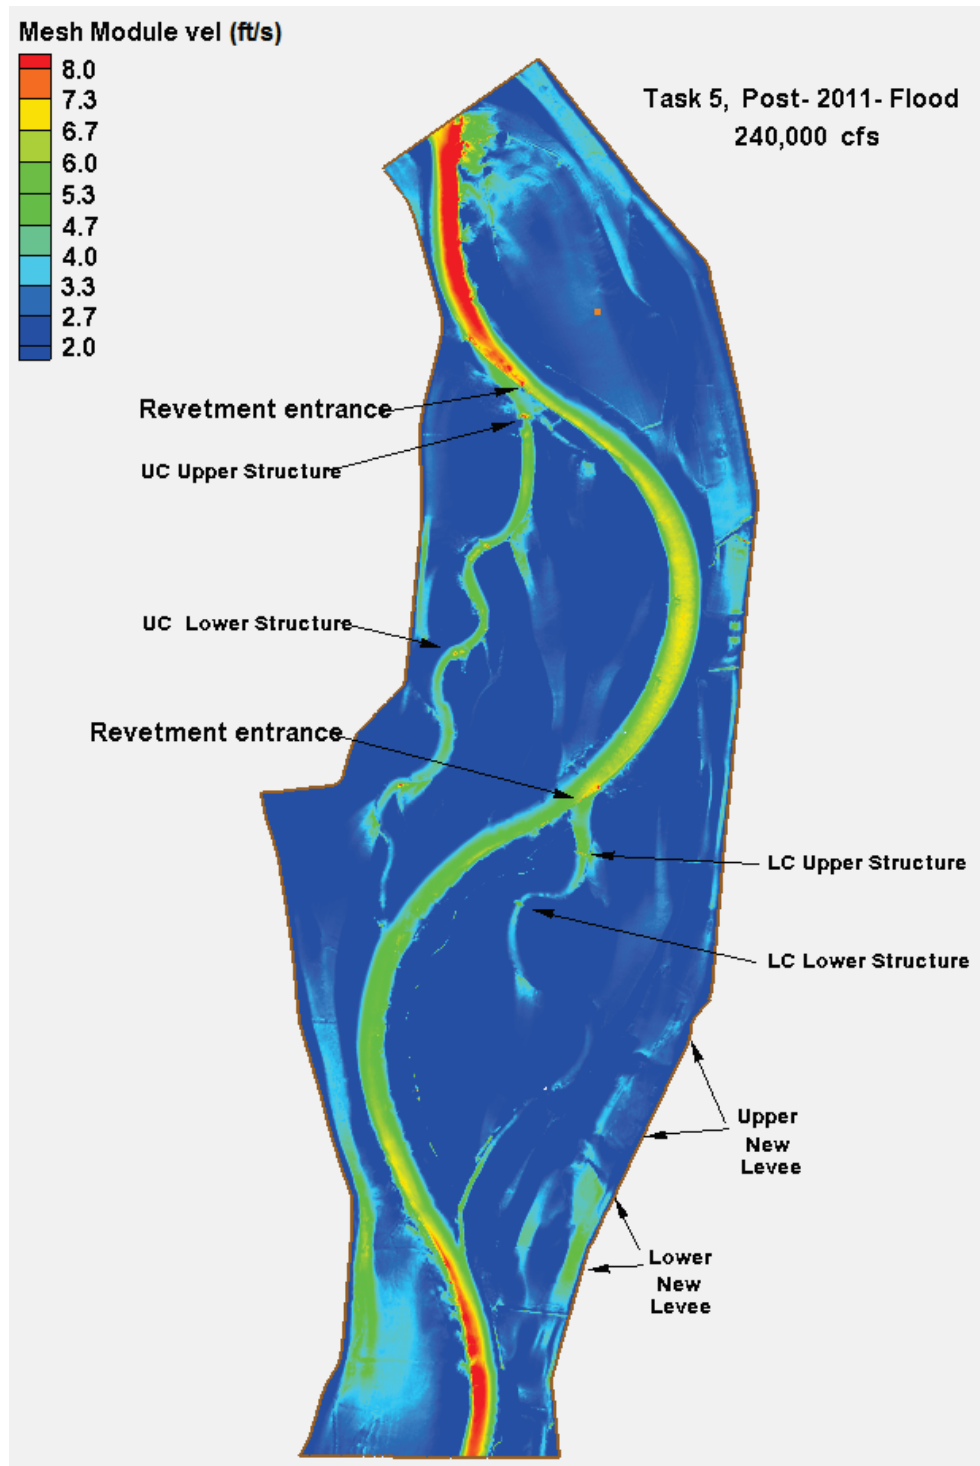 Mesh Module vel (ft/s)
8.0
7.3
6.7
6.0
5.3
4.7
4.0
3.3
2.7
2.0
Task 5, Post- 2011- Flood
240,000 cfs
Revetment entrance
UC Upper Structure
UC Lower Structure
Revetment entrance
LC Upper Structure
LC Lower Structure
Upper
New
Levee
Lower
New
Levee